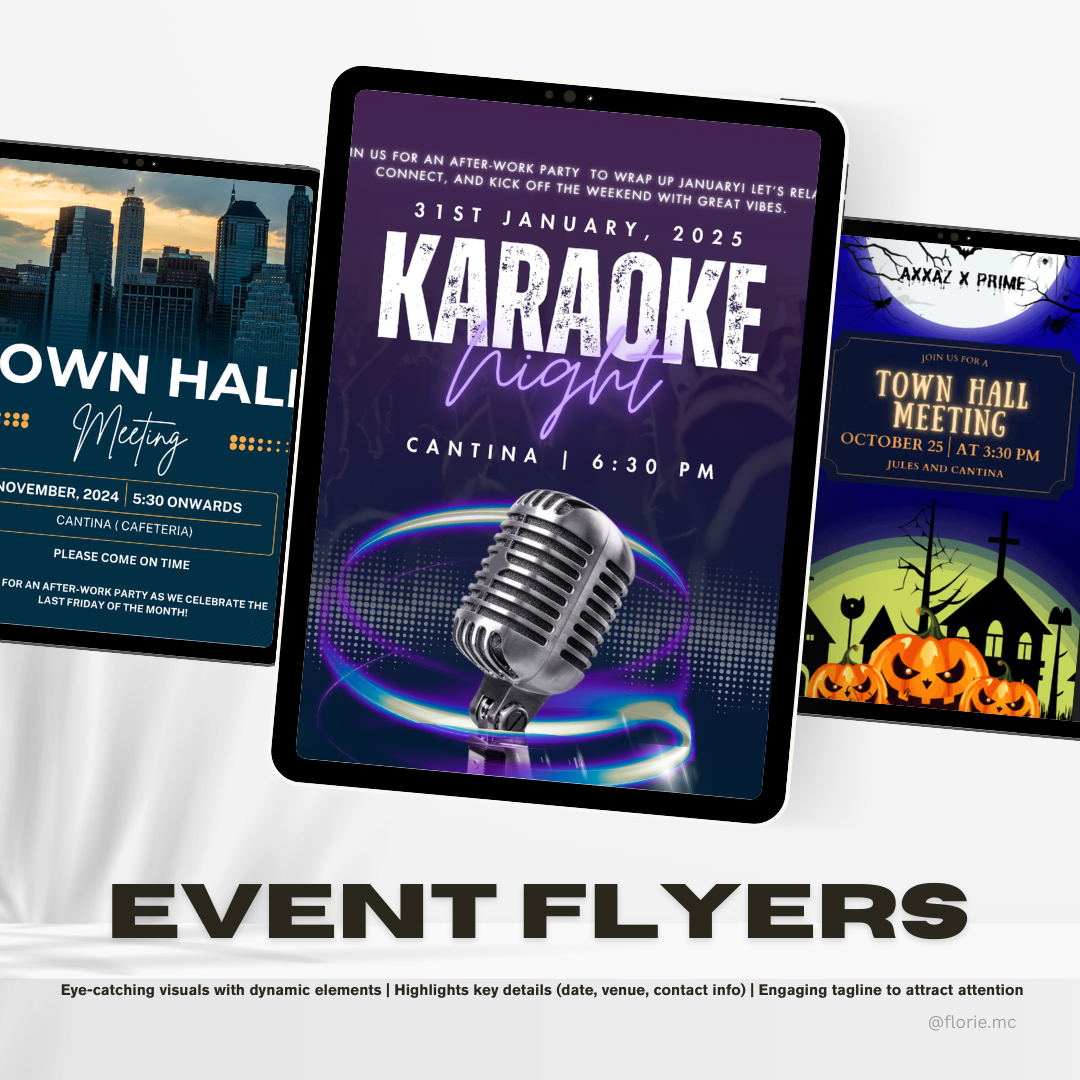 OWN HALL
Meeting
NOVEMBER, 2024 | 5:30 ONWARDS
CANTINA ( CAFETERIA)
PLEASE COME ON TIME
FOR AN AFTER-WORK PARTY AS WE CELEBRATE THE
LAST FRIDAY OF THE MONTH!
IN US FOR AN AFTER-WORK PARTY TO WRAP UP JANUARY! LET'S RELA
CONNECT, AND KICK OFF THE WEEKEND WITH GREAT VIBES.
31ST JANUARY, 2025
KARAOKE
night
CANTINA | 6:30 PM
AXXAZ X PRIME
JOIN US FOR A
TOWN HALL
MEETING
OCTOBER 25 | AT 3:30 PM
JULES AND CANTINA
EVENT FLYERS
Eye-catching visuals with dynamic elements | Highlights key details (date, venue, contact info) | Engaging tagline to attract attention
@florie.mc